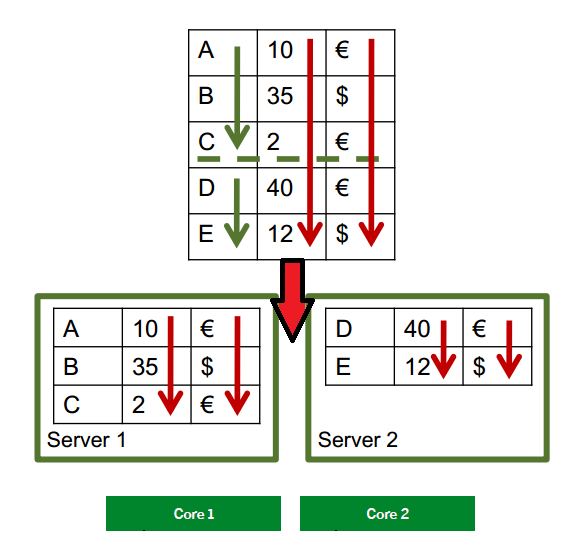 A 10 €
B 35 $
C 2 €
D 40 €
E 12 $
A 10 €
B 35 $
C 2 €
Server 1
D 40 €
E 12 $
Server 2
Core 1
Core 2